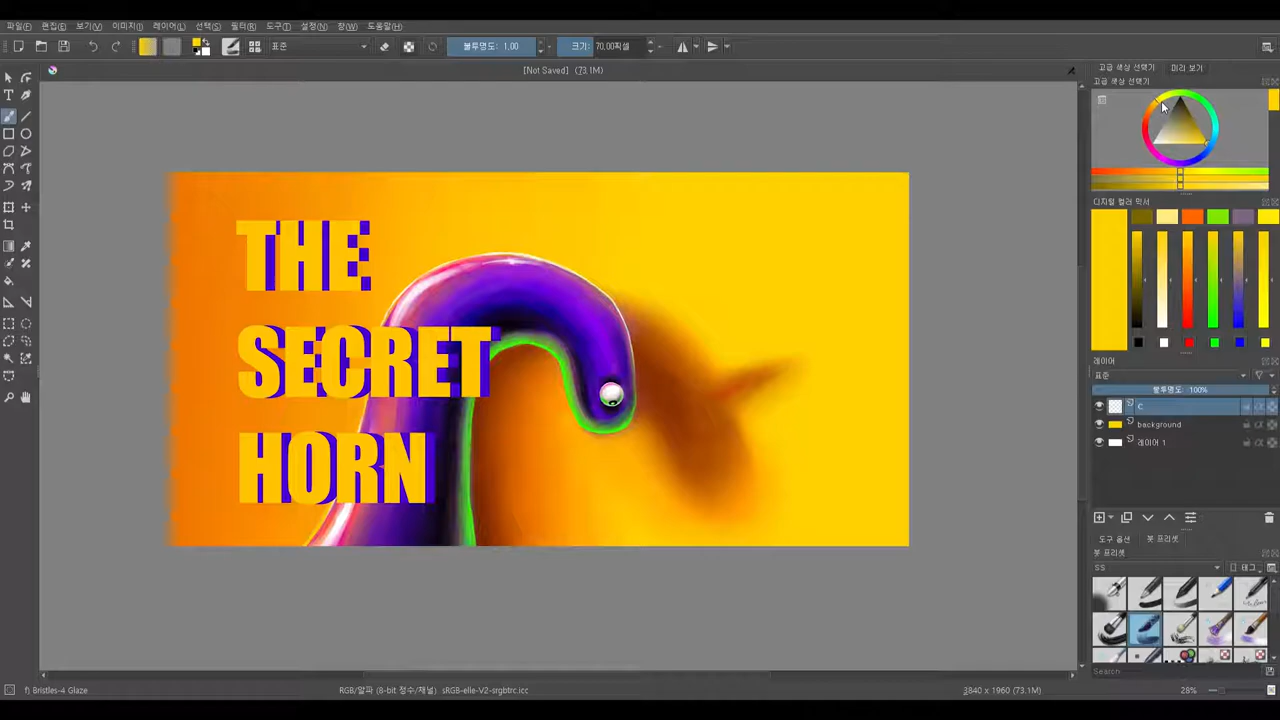 파일(F) 편집(E) 보기(V) 이미지(I) 레이어(L) 선택(S) 필터(R) 도구(T) 설정(N) 창(W) 도움말(H)
표준 불투명도: 1.00 크기: 70.00픽셀
[Not Saved] (73.1M)
고급 색상 선택기 미리 보기
고급 색상 선택기
디지털 컬러 믹서
THE
SECRET
HORN
레이어
표준
불투명도: 100%
C
background
레이어 1
도구 옵션 붓 프리셋
붓 프리셋
SS 태그
Search
f) Bristles-4 Glaze RGB/알파 (8-bit 정수/채널) sRGB-elle-V2-srgbtrc.icc 3840 x 1960 (73.1M) 28%